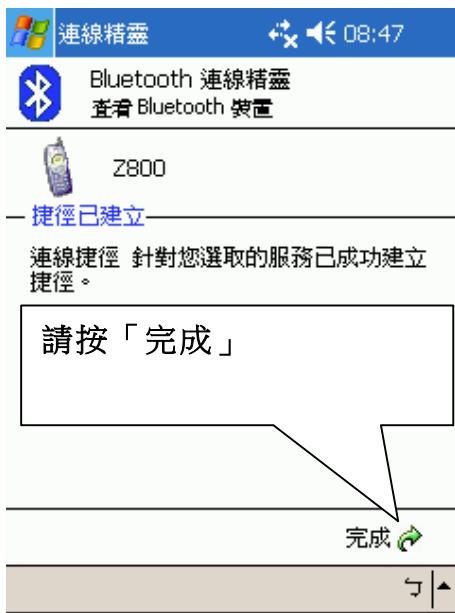 連線精靈 08:47
Bluetooth 連線精靈
查看 Bluetooth 裝置
Z800
捷徑已建立
連線捷徑 針對您選取的服務已成功建立
捷徑。
請按「完成」
完成
ㄅ